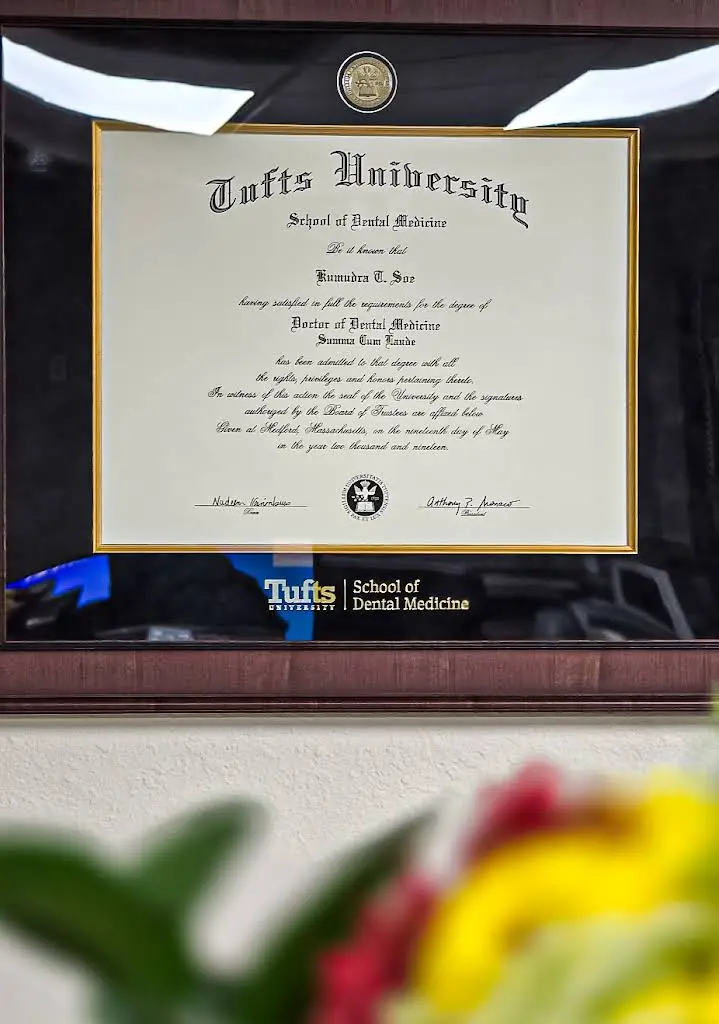 Tufts University
School of Dental Medicine
Be it known that
Kumudra T. Soe
having satisfied in full the requirements for the degree of
Doctor of Dental Medicine
Summa Cum Laude
has been admitted to that degree with all
the rights, privileges and honors pertaining thereto.
In witness of this action the seal of the University and the signatures
authorized by the Board of Trustees are affixed below.
Given at Medford, Massachusetts, on the nineteenth day of May
in the year two thousand and nineteen.
Anthony P. Monaco
Dean
President
Tufts
UNIVERSITY
School of
Dental Medicine